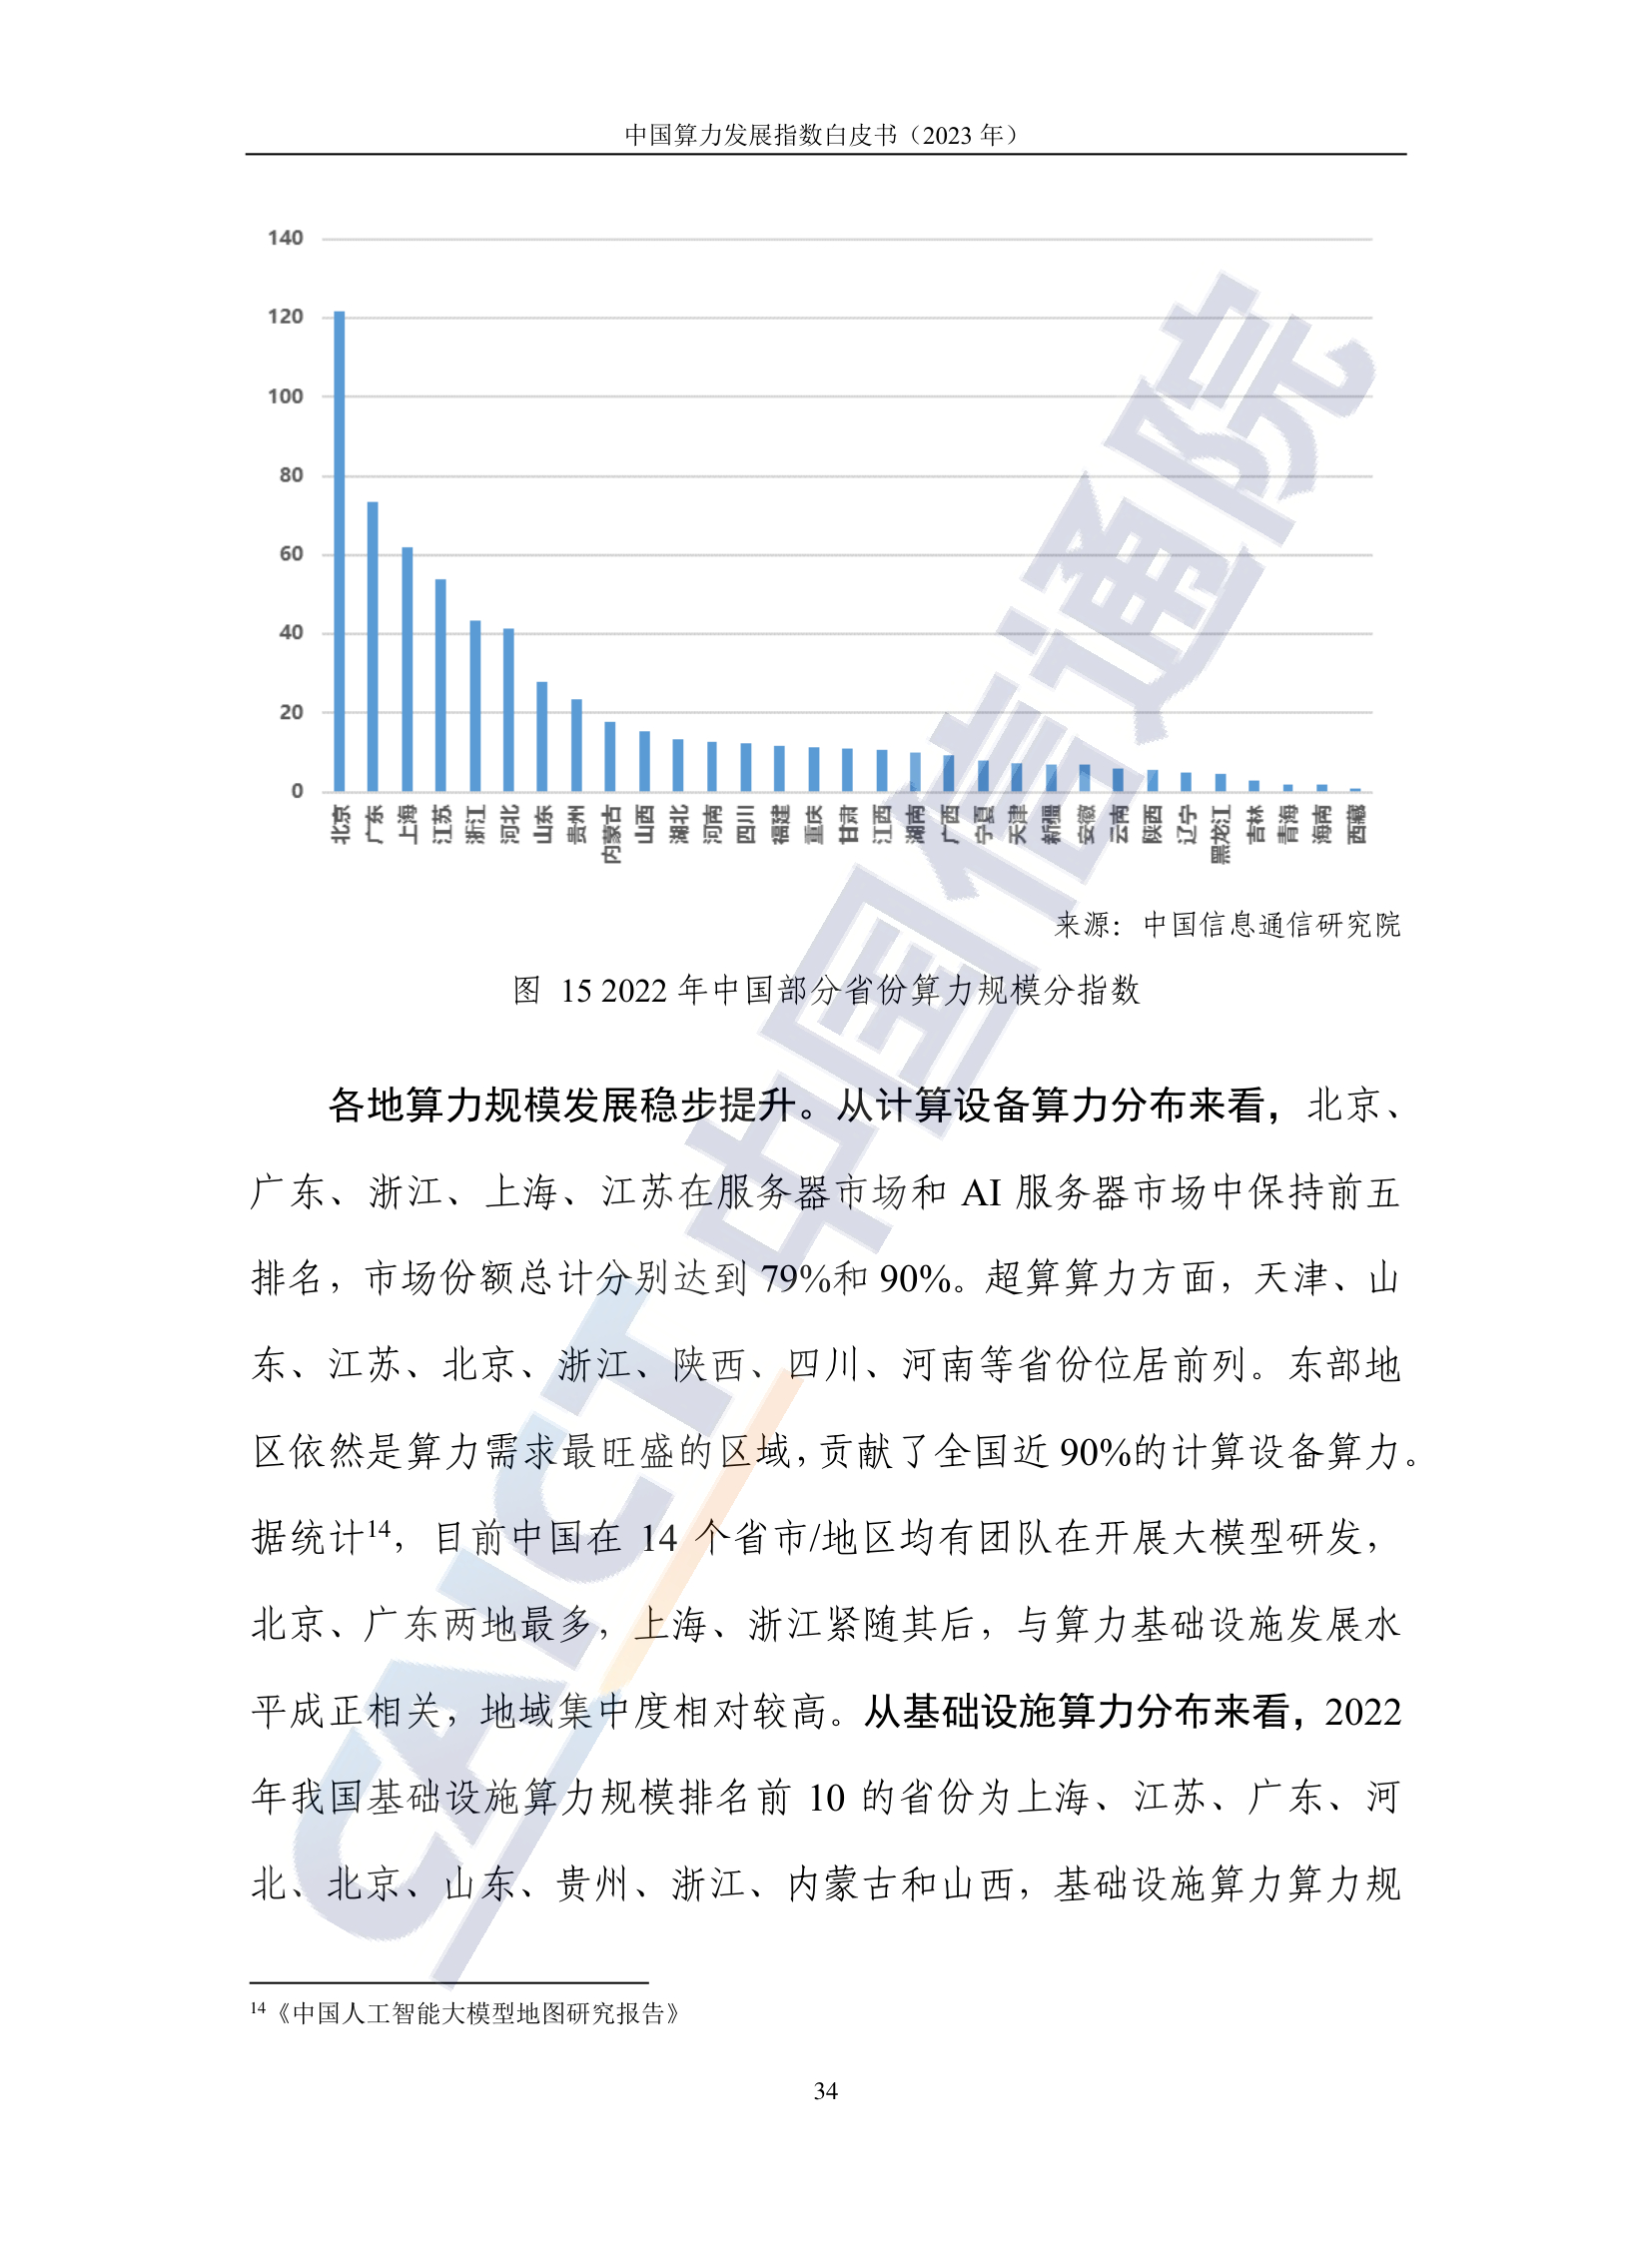 中国算力发展指数白皮书（2023 年）
140
120
100
80
60
40
20
0
北京 广东 上海 江苏 浙江 河北 山东 贵州 内蒙古 山西 湖北 河南 四川 福建 重庆 甘肃 江西 湖南 广西 宁夏 天津 新疆 安徽 云南 陕西 辽宁 黑龙江 吉林 青海 海南 西藏
来源：中国信息通信研究院
图 15 2022 年中国部分省份算力规模分指数
各地算力规模发展稳步提升。从计算设备算力分布来看，北京、
广东、浙江、上海、江苏在服务器市场和 AI 服务器市场中保持前五
排名，市场份额总计分别达到 79%和 90%。超算算力方面，天津、山
东、江苏、北京、浙江、陕西、四川、河南等省份位居前列。东部地
区依然是算力需求最旺盛的区域，贡献了全国近 90%的计算设备算力。
据统计14，目前中国在 14 个省市/地区均有团队在开展大模型研发，
北京、广东两地最多，上海、浙江紧随其后，与算力基础设施发展水
平成正相关，地域集中度相对较高。从基础设施算力分布来看，2022
年我国基础设施算力规模排名前 10 的省份为上海、江苏、广东、河
北、北京、山东、贵州、浙江、内蒙古和山西，基础设施算力算力规
14《中国人工智能大模型地图研究报告》
34
CAICT 中国信通院